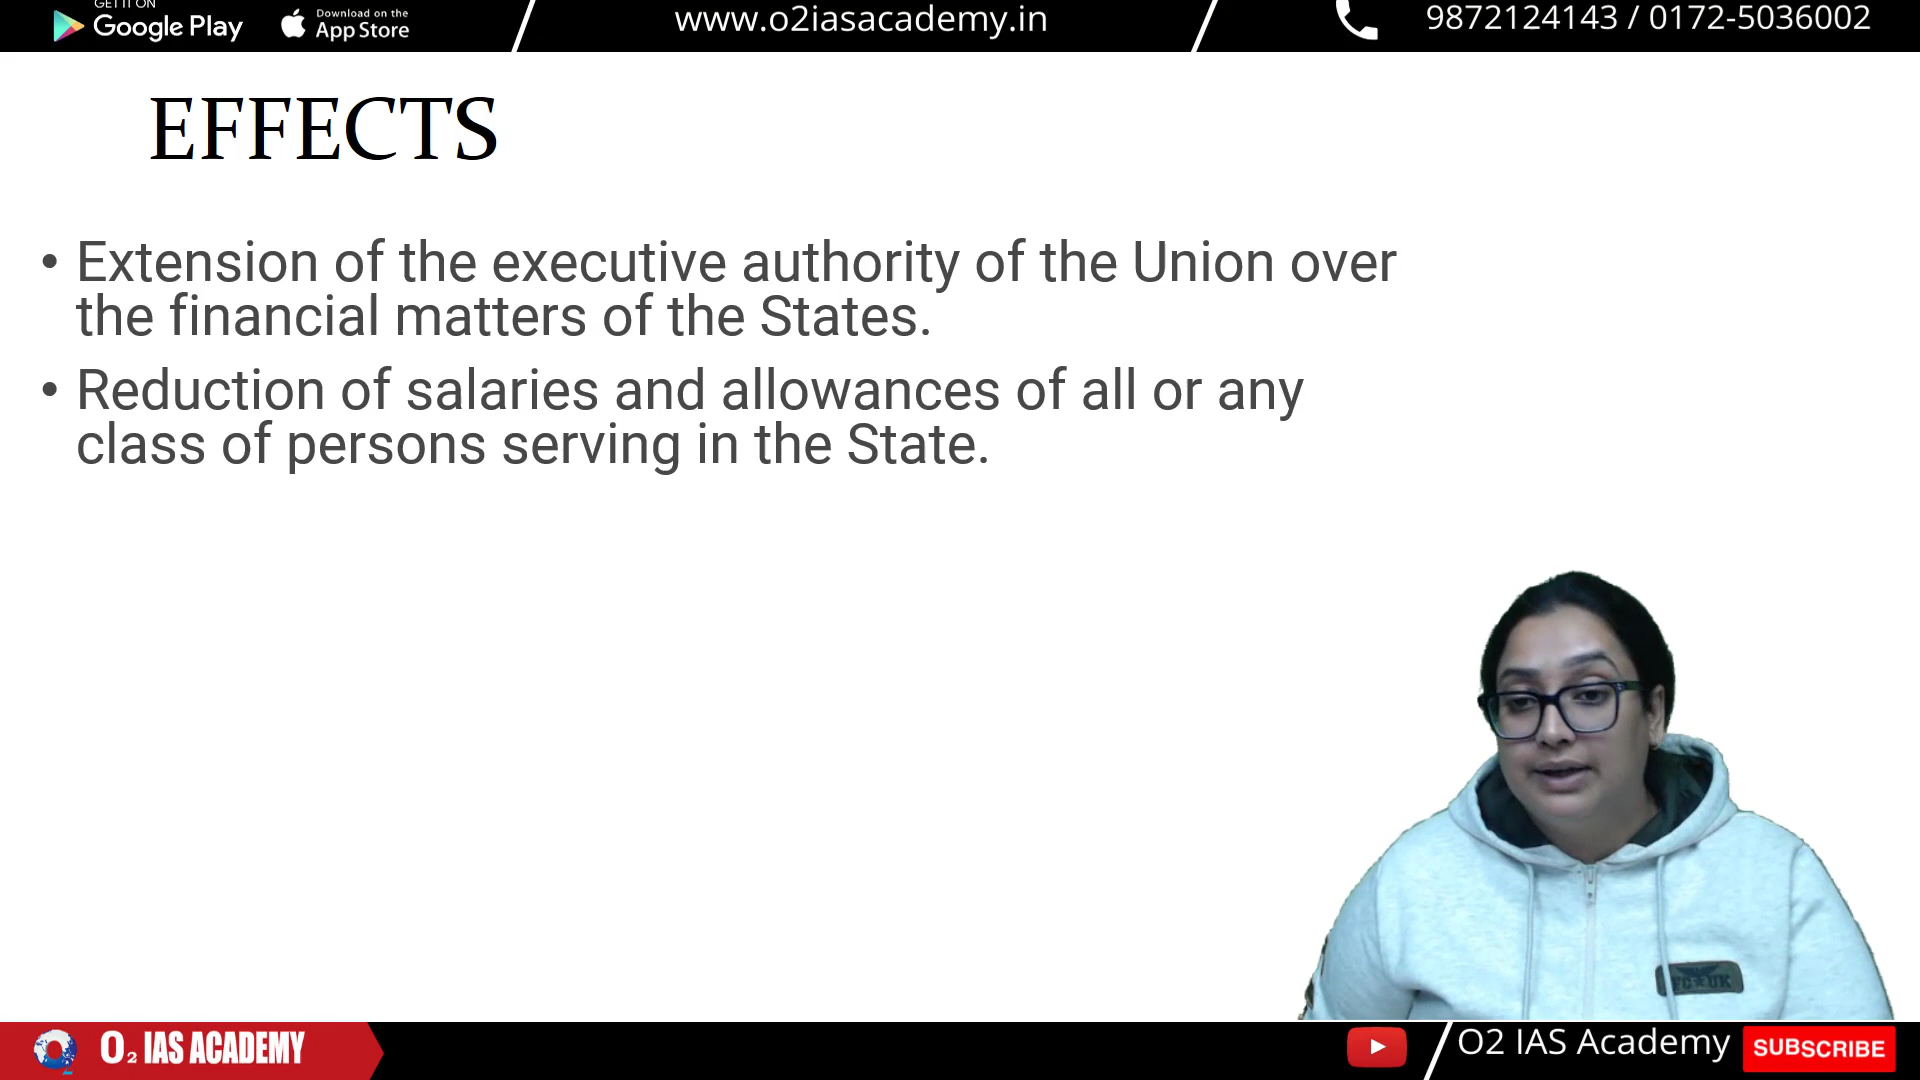 GET IT ON
Google Play
Download on the
App Store
www.o2iasacademy.in
9872124143 / 0172-5036002
EFFECTS
• Extension of the executive authority of the Union over
the financial matters of the States.
• Reduction of salaries and allowances of all or any
class of persons serving in the State.
FC★UK
O2 IAS ACADEMY
O2 IAS Academy
SUBSCRIBE